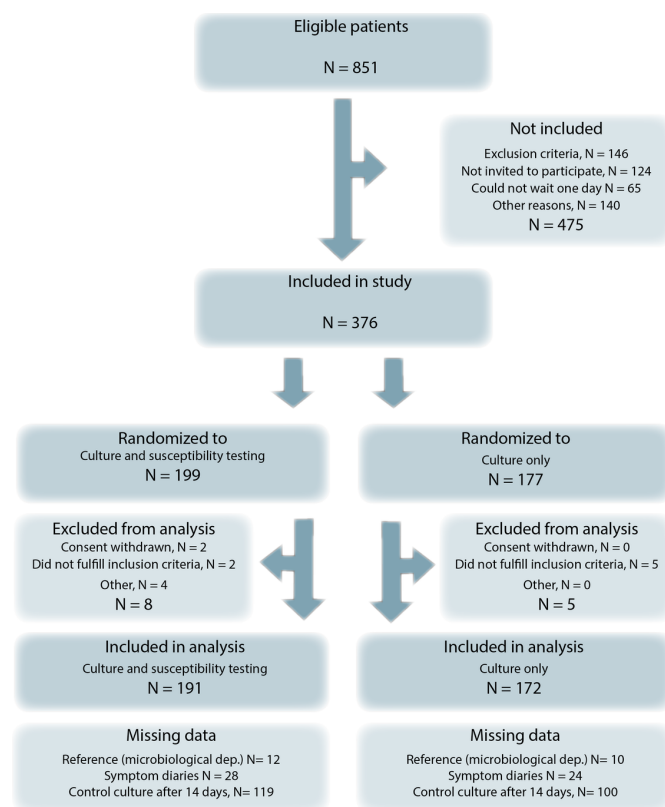 Eligible patients
N = 851
Not included
Exclusion criteria, N = 146
Not invited to participate, N = 124
Could not wait one day N = 65
Other reasons, N = 140
N = 475
Included in study
N = 376
Randomized to
Culture and susceptibility testing
N = 199
Randomized to
Culture only
N = 177
Excluded from analysis
Consent withdrawn, N = 2
Did not fulfill inclusion criteria, N = 2
Other, N = 4
N = 8
Excluded from analysis
Consent withdrawn, N = 0
Did not fulfill inclusion criteria, N = 5
Other, N = 0
N = 5
Included in analysis
Culture and susceptibility testing
N = 191
Included in analysis
Culture only
N = 172
Missing data
Reference (microbiological dep.) N= 12
Symptom diaries N = 28
Control culture after 14 days, N= 119
Missing data
Reference (microbiological dep.) N= 10
Symptom diaries N = 24
Control culture after 14 days, N= 100